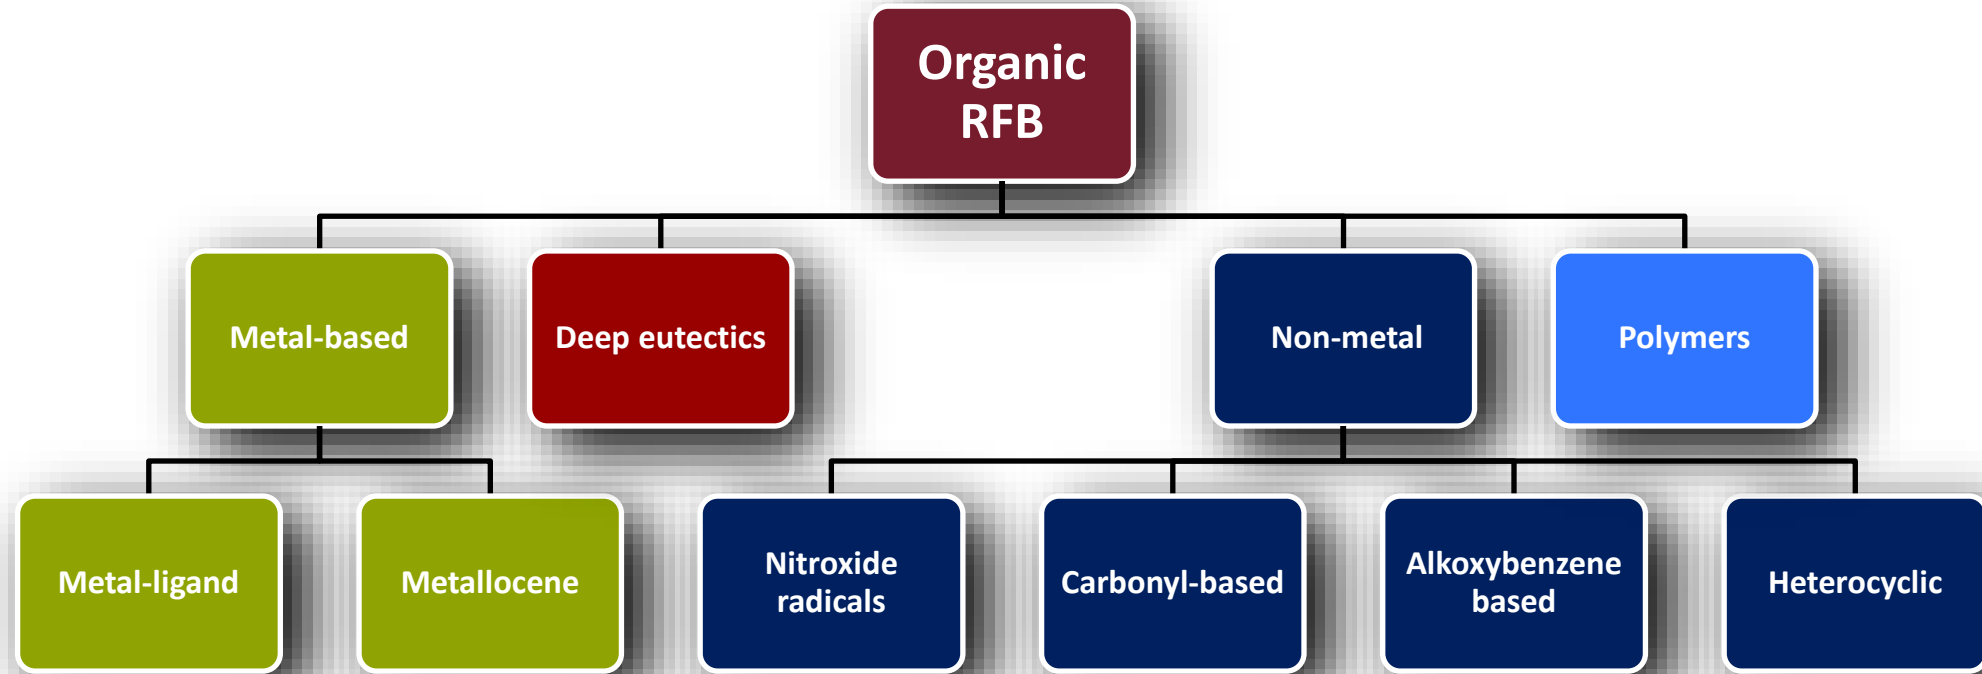 Organic
RFB
Metal-based
Deep eutectics
Non-metal
Polymers
Metal-ligand
Metallocene
Nitroxide
radicals
Carbonyl-based
Alkoxybenzene
based
Heterocyclic